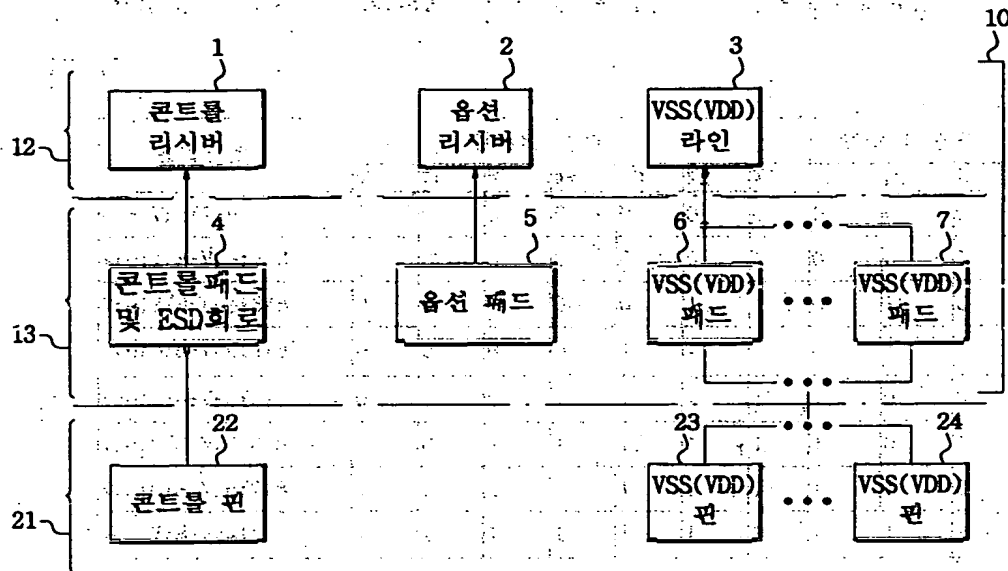 10
1
2
3
콘트롤
리시버
옵션
리시버
VSS(VDD)
라인
12
4
5
6
7
콘트롤패드
및 ESD회로
옵션 패드
VSS(VDD)
패드
VSS(VDD)
패드
13
22
23
24
콘트롤 핀
VSS(VDD)
핀
VSS(VDD)
핀
21